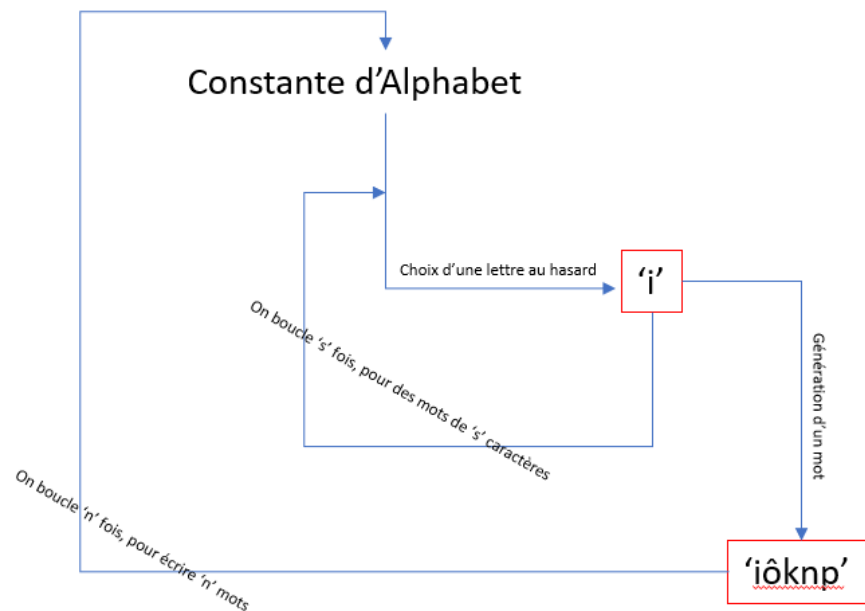 Constante d’Alphabet
Choix d’une lettre au hasard
‘i’
On boucle ‘s’ fois, pour des mots de ‘s’ caractères
Génération d’un mot
On boucle ‘n’ fois, pour écrire ‘n’ mots
‘iôknp’